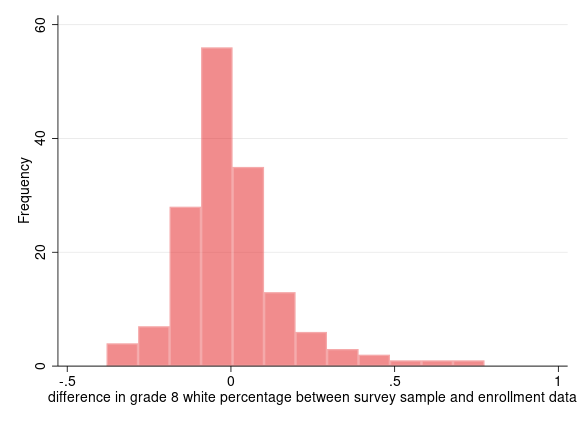 60
40
20
0
Frequency
-.5 0 .5 1
difference in grade 8 white percentage between survey sample and enrollment data